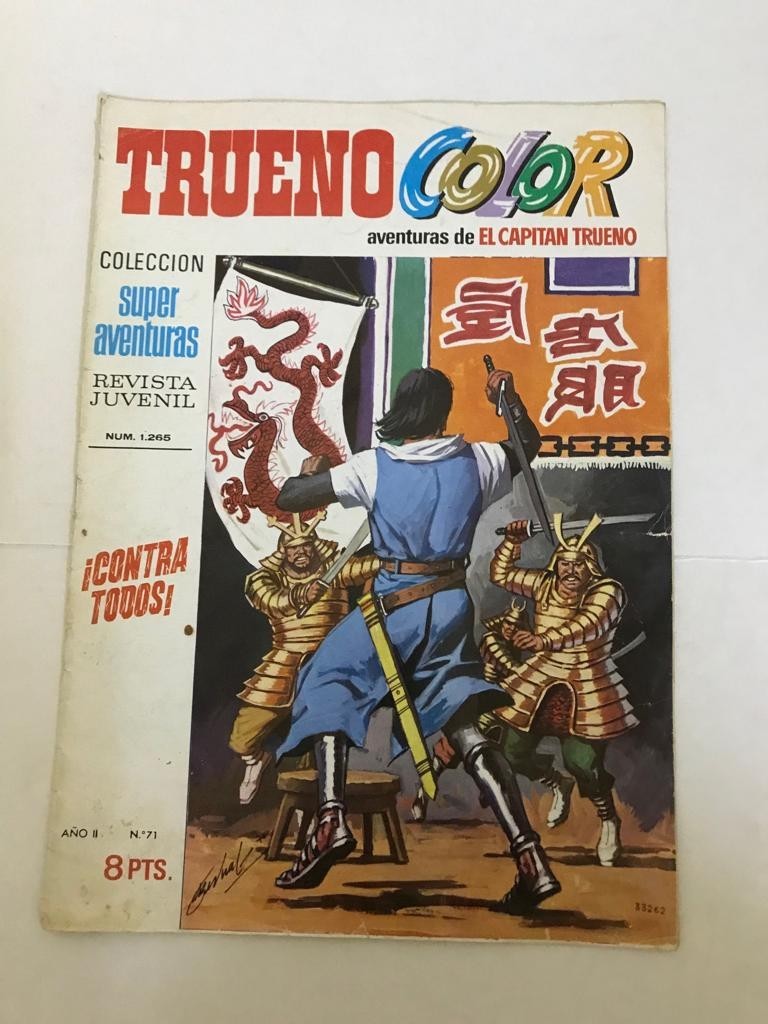 TRUENO COLOR
aventuras de EL CAPITAN TRUENO
COLECCION
super
aventuras
REVISTA
JUVENIL
NUM. 1.265
¡CONTRA
TODOS!
AÑO II N.º 71
8 PTS.
33262